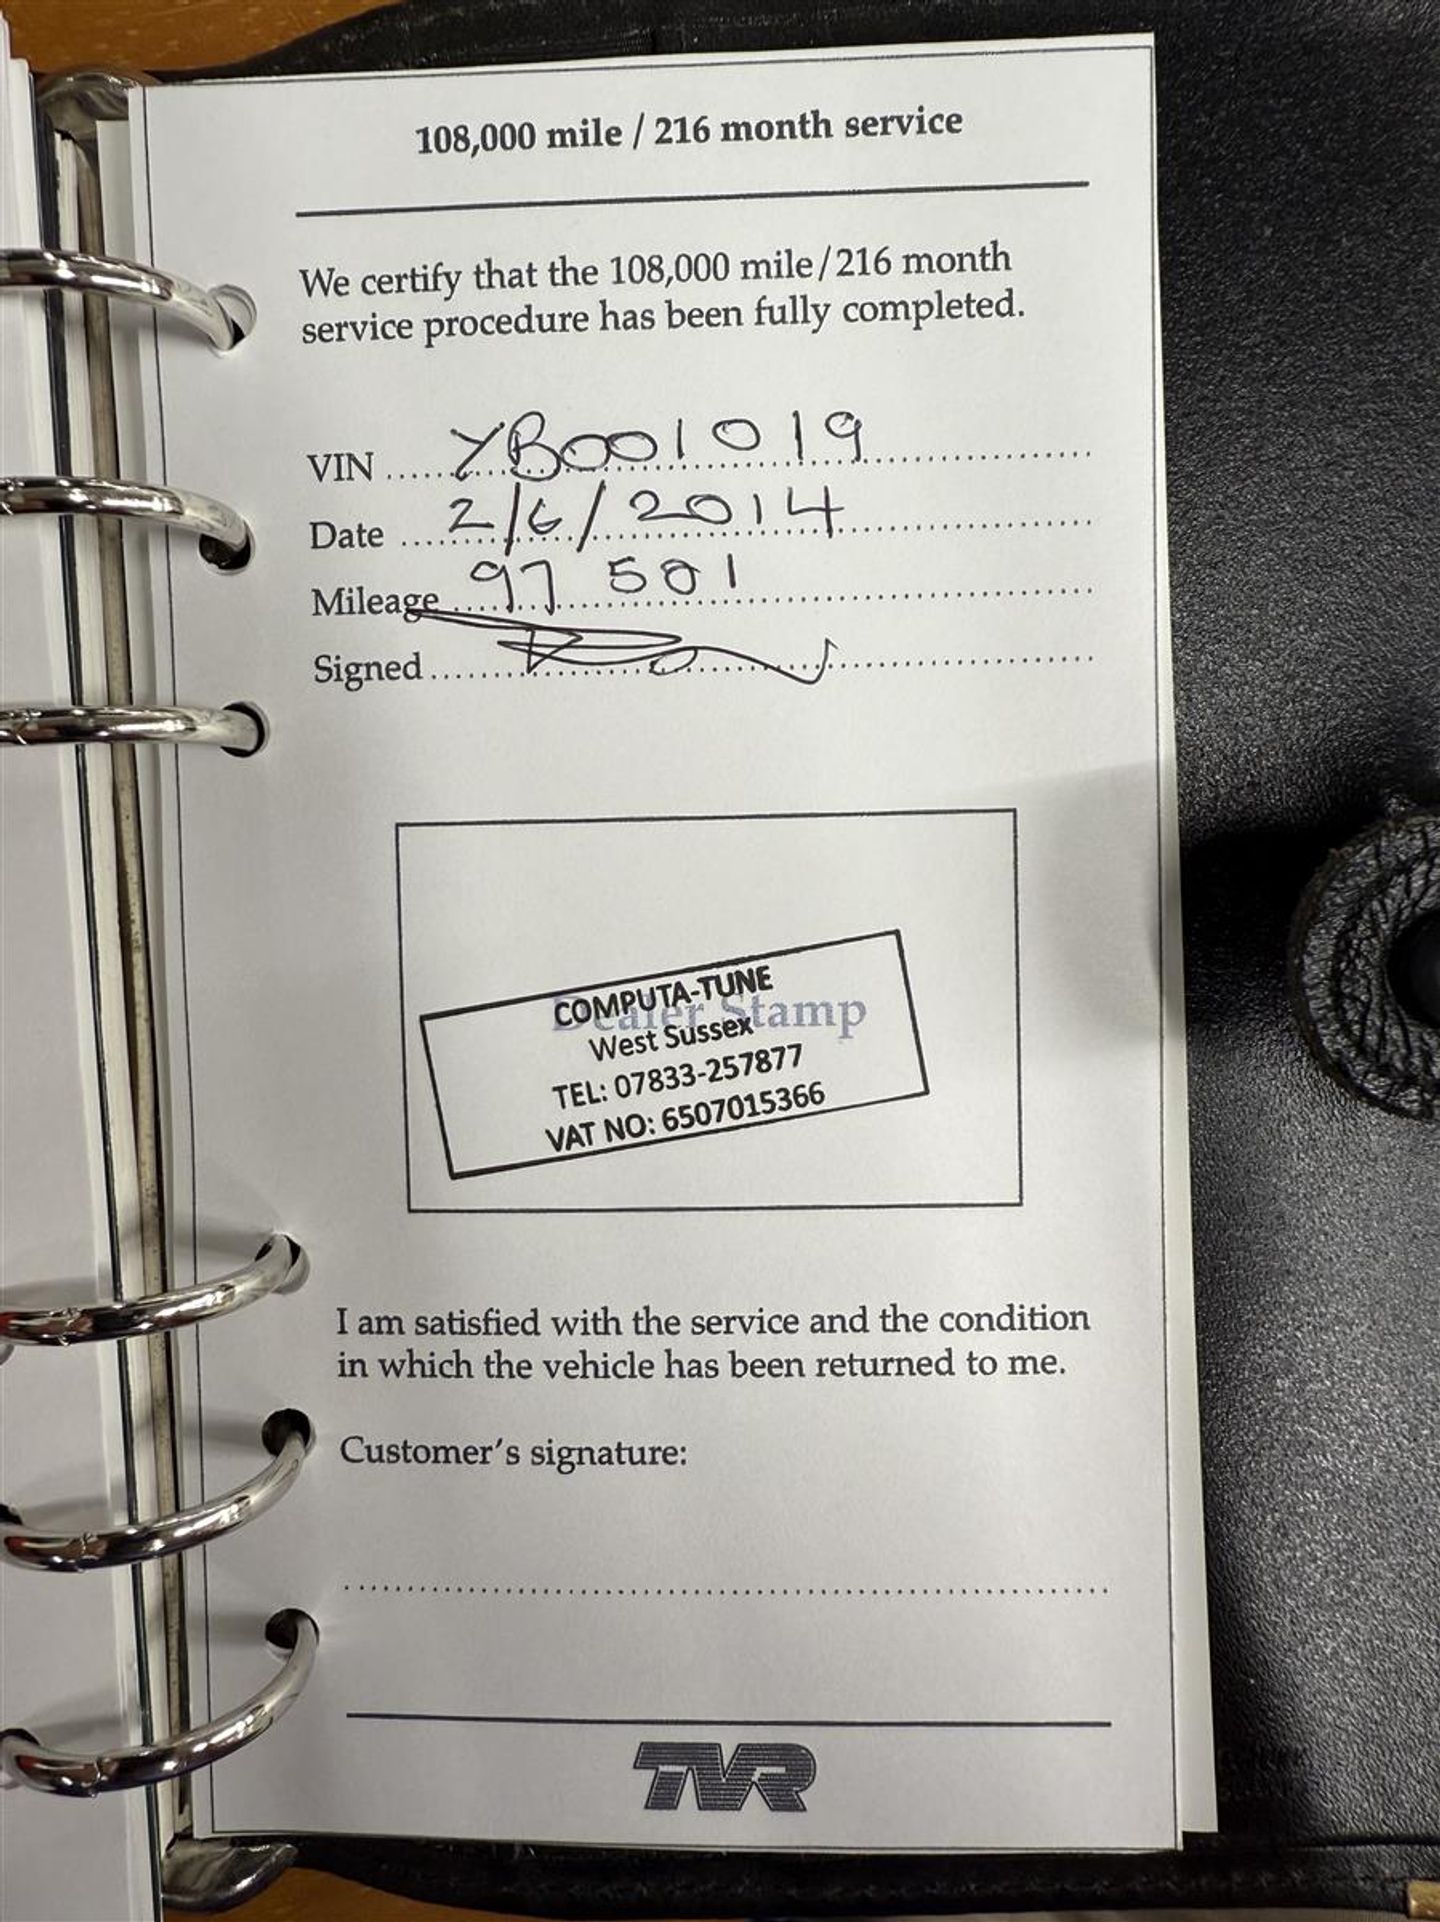 108,000 mile / 216 month service
We certify that the 108,000 mile/216 month
service procedure has been fully completed.
VIN ...... YB001019
Date ...... 2/6/2014
Mileage ...... 97 501
Signed ......
Dealer Stamp
COMPUTA-TUNE
West Sussex
TEL: 07833-257877
VAT NO: 6507015366
I am satisfied with the service and the condition
in which the vehicle has been returned to me.
Customer's signature:
TVR